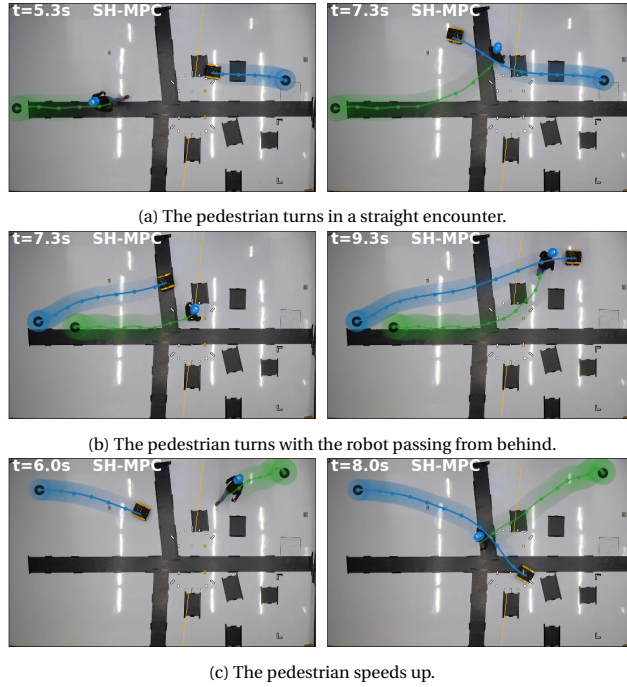 t=5.3s SH-MPC
t=7.3s SH-MPC
(a) The pedestrian turns in a straight encounter.
t=7.3s SH-MPC
t=9.3s SH-MPC
(b) The pedestrian turns with the robot passing from behind.
t=6.0s SH-MPC
t=8.0s SH-MPC
(c) The pedestrian speeds up.